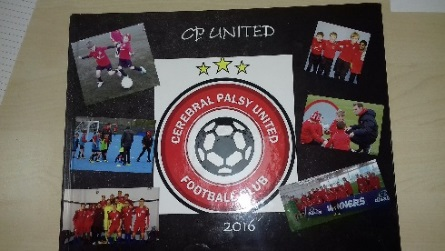 CP UNITED
CEREBRAL PALSY UNITED
FOOTBALL CLUB
WINNERS
2016